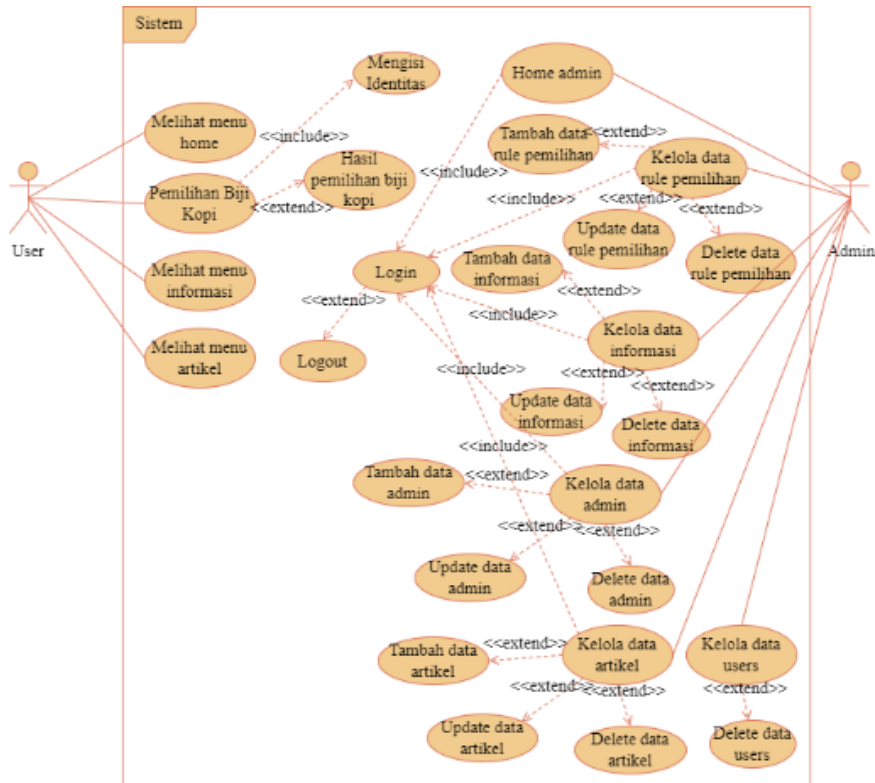 Sistem
Mengisi
Identitas
Home admin
Melihat menu
home
<<include>>
Tambah data
rule pemilihan
<<extend>>
Kelola data
rule pemilihan
Hasil
pemilihan biji
kopi
<<include>>
Pemilihan Biji
Kopi
<<extend>>
<<include>>
<<extend>>
<<extend>>
User
Update data
rule pemilihan
Delete data
rule pemilihan
Admin
Melihat menu
informasi
Login
Tambah data
informasi
<<extend>>
<<extend>>
<<include>>
Kelola data
informasi
Melihat menu
artikel
Logout
<<include>>
<<extend>>
<<extend>>
Update data
informasi
Delete data
informasi
<<include>>
Tambah data
admin
<<extend>>
Kelola data
admin
<<extend>>
<<extend>>
Update data
admin
Delete data
admin
<<extend>>
Tambah data
artikel
Kelola data
artikel
Kelola data
users
<<extend>>
<<extend>>
<<extend>>
Update data
artikel
Delete data
artikel
Delete data
users